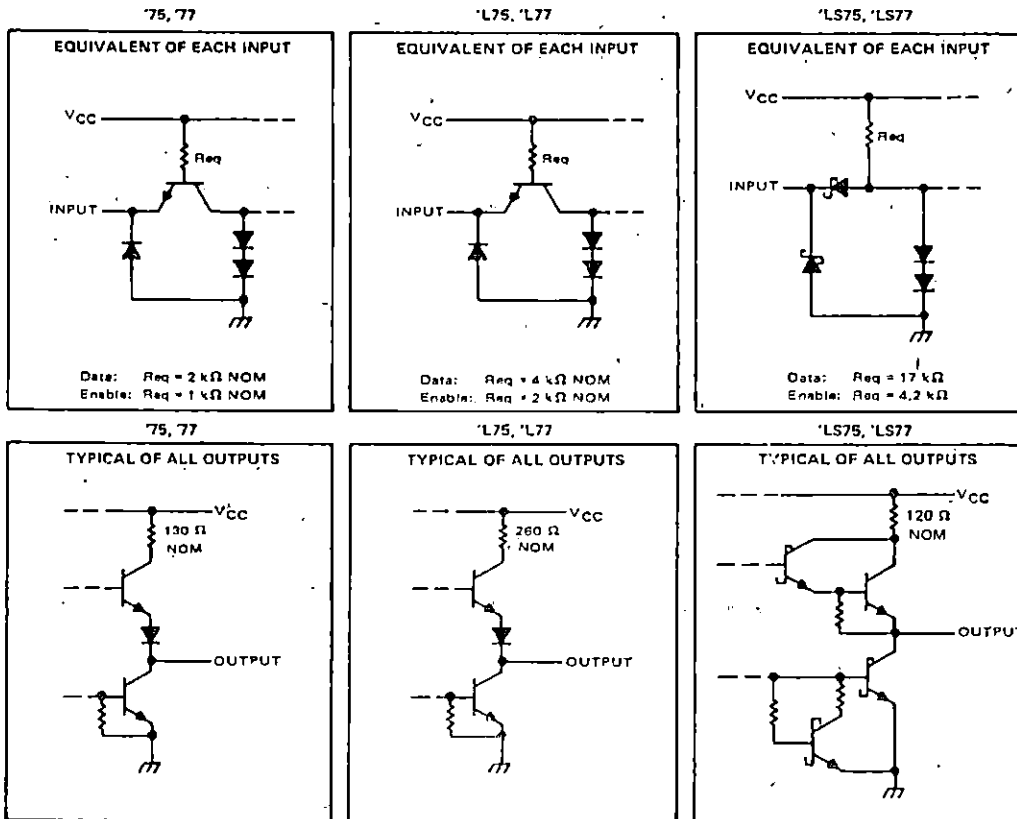 '75, '77
'L75, 'L77
'LS75, 'LS77
EQUIVALENT OF EACH INPUT
VCC
Req
INPUT
Data: Req = 2 kΩ NOM
Enable: Req = 1 kΩ NOM
EQUIVALENT OF EACH INPUT
VCC
Req
INPUT
Data: Req = 4 kΩ NOM
Enable: Req = 2 kΩ NOM
EQUIVALENT OF EACH INPUT
VCC
Req
INPUT
Data: Req = 17 kΩ
Enable: Req = 4,2 kΩ
'75, '77
'L75, 'L77
'LS75, 'LS77
TYPICAL OF ALL OUTPUTS
VCC
130 Ω
NOM
OUTPUT
TYPICAL OF ALL OUTPUTS
VCC
260 Ω
NOM
OUTPUT
TYPICAL OF ALL OUTPUTS
VCC
120 Ω
NOM
OUTPUT